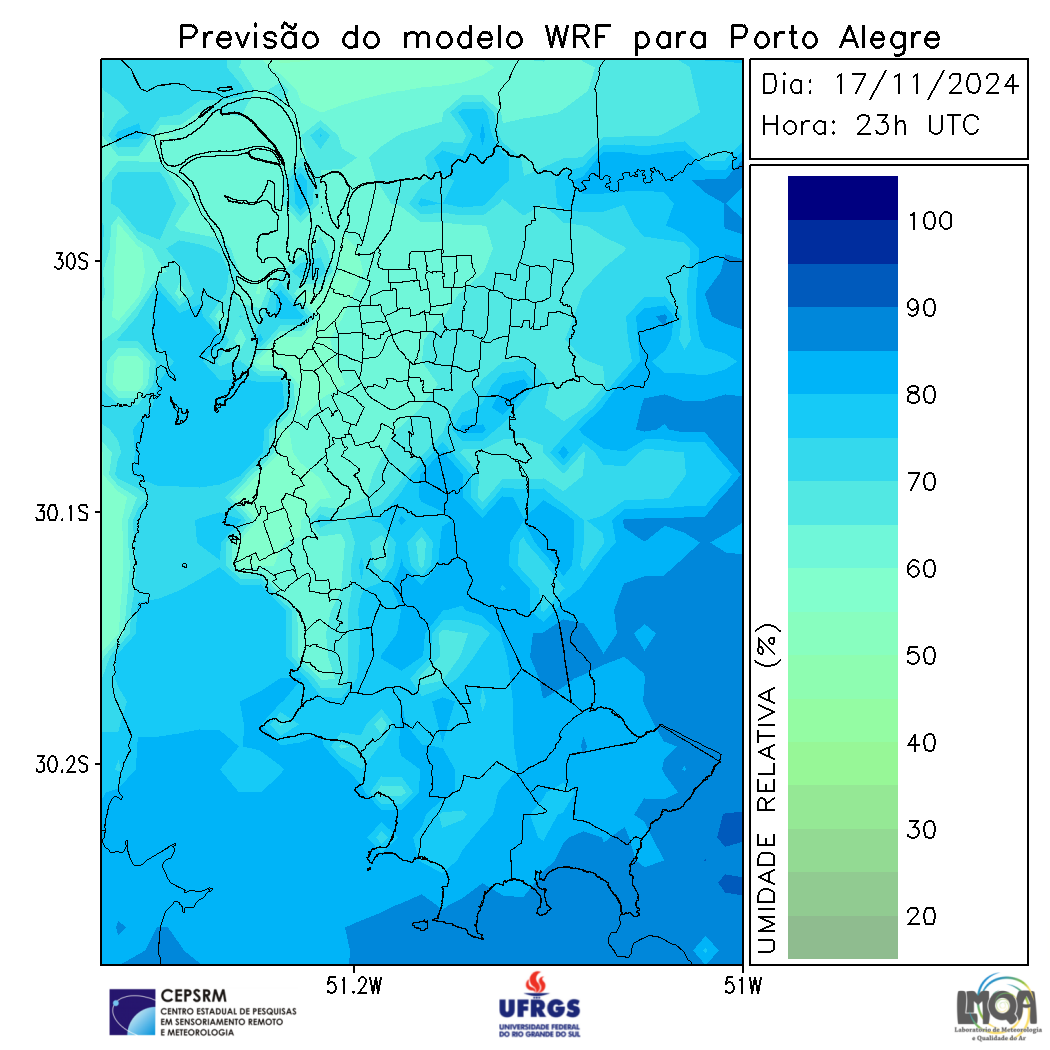 Previsão do modelo WRF para Porto Alegre
Dia: 17/11/2024
Hora: 23h UTC
30S
30.1S
30.2S
51.2W
51W
UMIDADE RELATIVA (%)
100
90
80
70
60
50
40
30
20
CEPSRM
CENTRO ESTADUAL DE PESQUISAS
EM SENSORIAMENTO REMOTO
E METEOROLOGIA
UFRGS
UNIVERSIDADE FEDERAL
DO RIO GRANDE DO SUL
LMQA
Laboratório de Meteorologia
e Qualidade do Ar